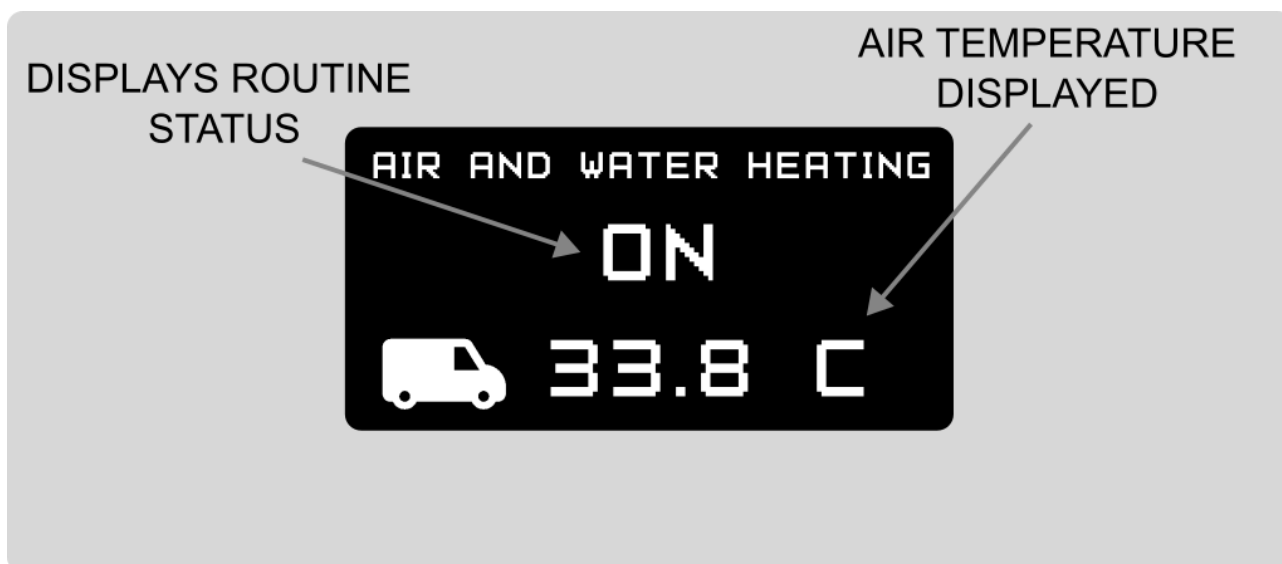 DISPLAYS ROUTINE
STATUS
AIR TEMPERATURE
DISPLAYED
AIR AND WATER HEATING
ON
33.8 C